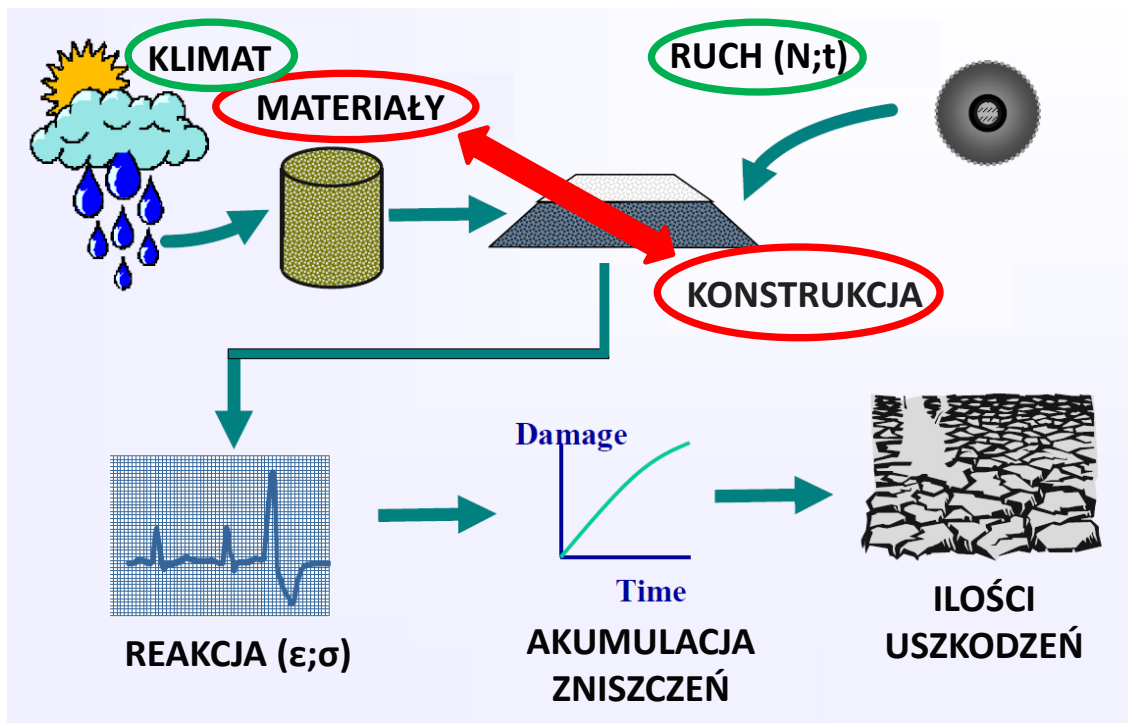 KLIMAT
RUCH (N;t)
MATERIAŁY
KONSTRUKCJA
Damage
Time
REAKCJA (ε;σ)
AKUMULACJA
ZNISZCZEŃ
ILOŚCI
USZKODZEŃ